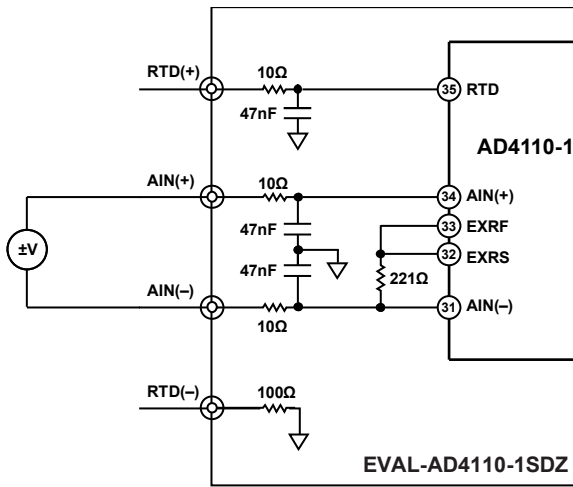 RTD(+)
10Ω
47nF
35 RTD
AD4110-1
AIN(+)
10Ω
34 AIN(+)
47nF
33 EXRF
±V
47nF
32 EXRS
221Ω
AIN(–)
10Ω
31 AIN(–)
RTD(–)
100Ω
EVAL-AD4110-1SDZ